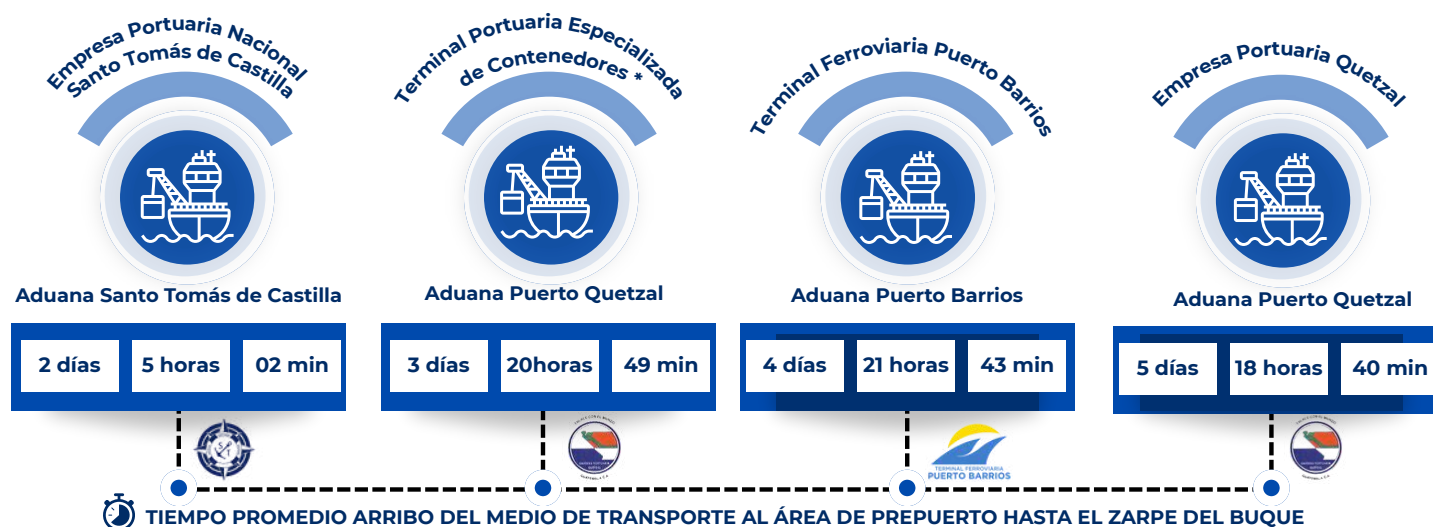 Empresa Portuaria Nacional
Santo Tomás de Castilla
Terminal Portuaria Especializada
de Contenedores *
Terminal Ferroviaria Puerto Barrios
Empresa Portuaria Quetzal
Aduana Santo Tomás de Castilla
Aduana Puerto Quetzal
Aduana Puerto Barrios
Aduana Puerto Quetzal
2 días 5 horas 02 min
3 días 20horas 49 min
4 días 21 horas 43 min
5 días 18 horas 40 min
TERMINAL FERROVIARIA
PUERTO BARRIOS
TIEMPO PROMEDIO ARRIBO DEL MEDIO DE TRANSPORTE AL ÁREA DE PREPUERTO HASTA EL ZARPE DEL BUQUE